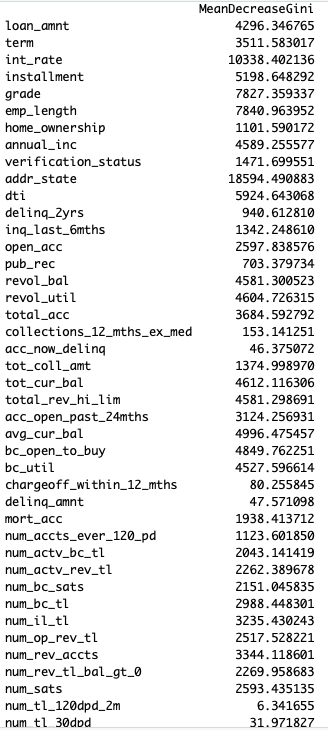 MeanDecreaseGini
loan_amnt 4296.346765
term 3511.583017
int_rate 10338.402136
installment 5198.648292
grade 7827.359337
emp_length 7840.963952
home_ownership 1101.590172
annual_inc 4589.255577
verification_status 1471.699551
addr_state 18594.490883
dti 5924.643068
delinq_2yrs 940.612810
inq_last_6mths 1342.248610
open_acc 2597.838576
pub_rec 703.379734
revol_bal 4581.300523
revol_util 4604.726315
total_acc 3684.592792
collections_12_mths_ex_med 153.141251
acc_now_delinq 46.375072
tot_coll_amt 1374.998970
tot_cur_bal 4612.116306
total_rev_hi_lim 4581.298691
acc_open_past_24mths 3124.256931
avg_cur_bal 4996.475457
bc_open_to_buy 4849.762251
bc_util 4527.596614
chargeoff_within_12_mths 80.255845
delinq_amnt 47.571098
mort_acc 1938.413712
num_accts_ever_120_pd 1123.601850
num_actv_bc_tl 2043.141419
num_actv_rev_tl 2262.389678
num_bc_sats 2151.045835
num_bc_tl 2988.448301
num_il_tl 3235.430243
num_op_rev_tl 2517.528221
num_rev_accts 3344.118601
num_rev_tl_bal_gt_0 2269.958683
num_sats 2593.435135
num_tl_120dpd_2m 6.341655
num_tl_30dpd 31.971827